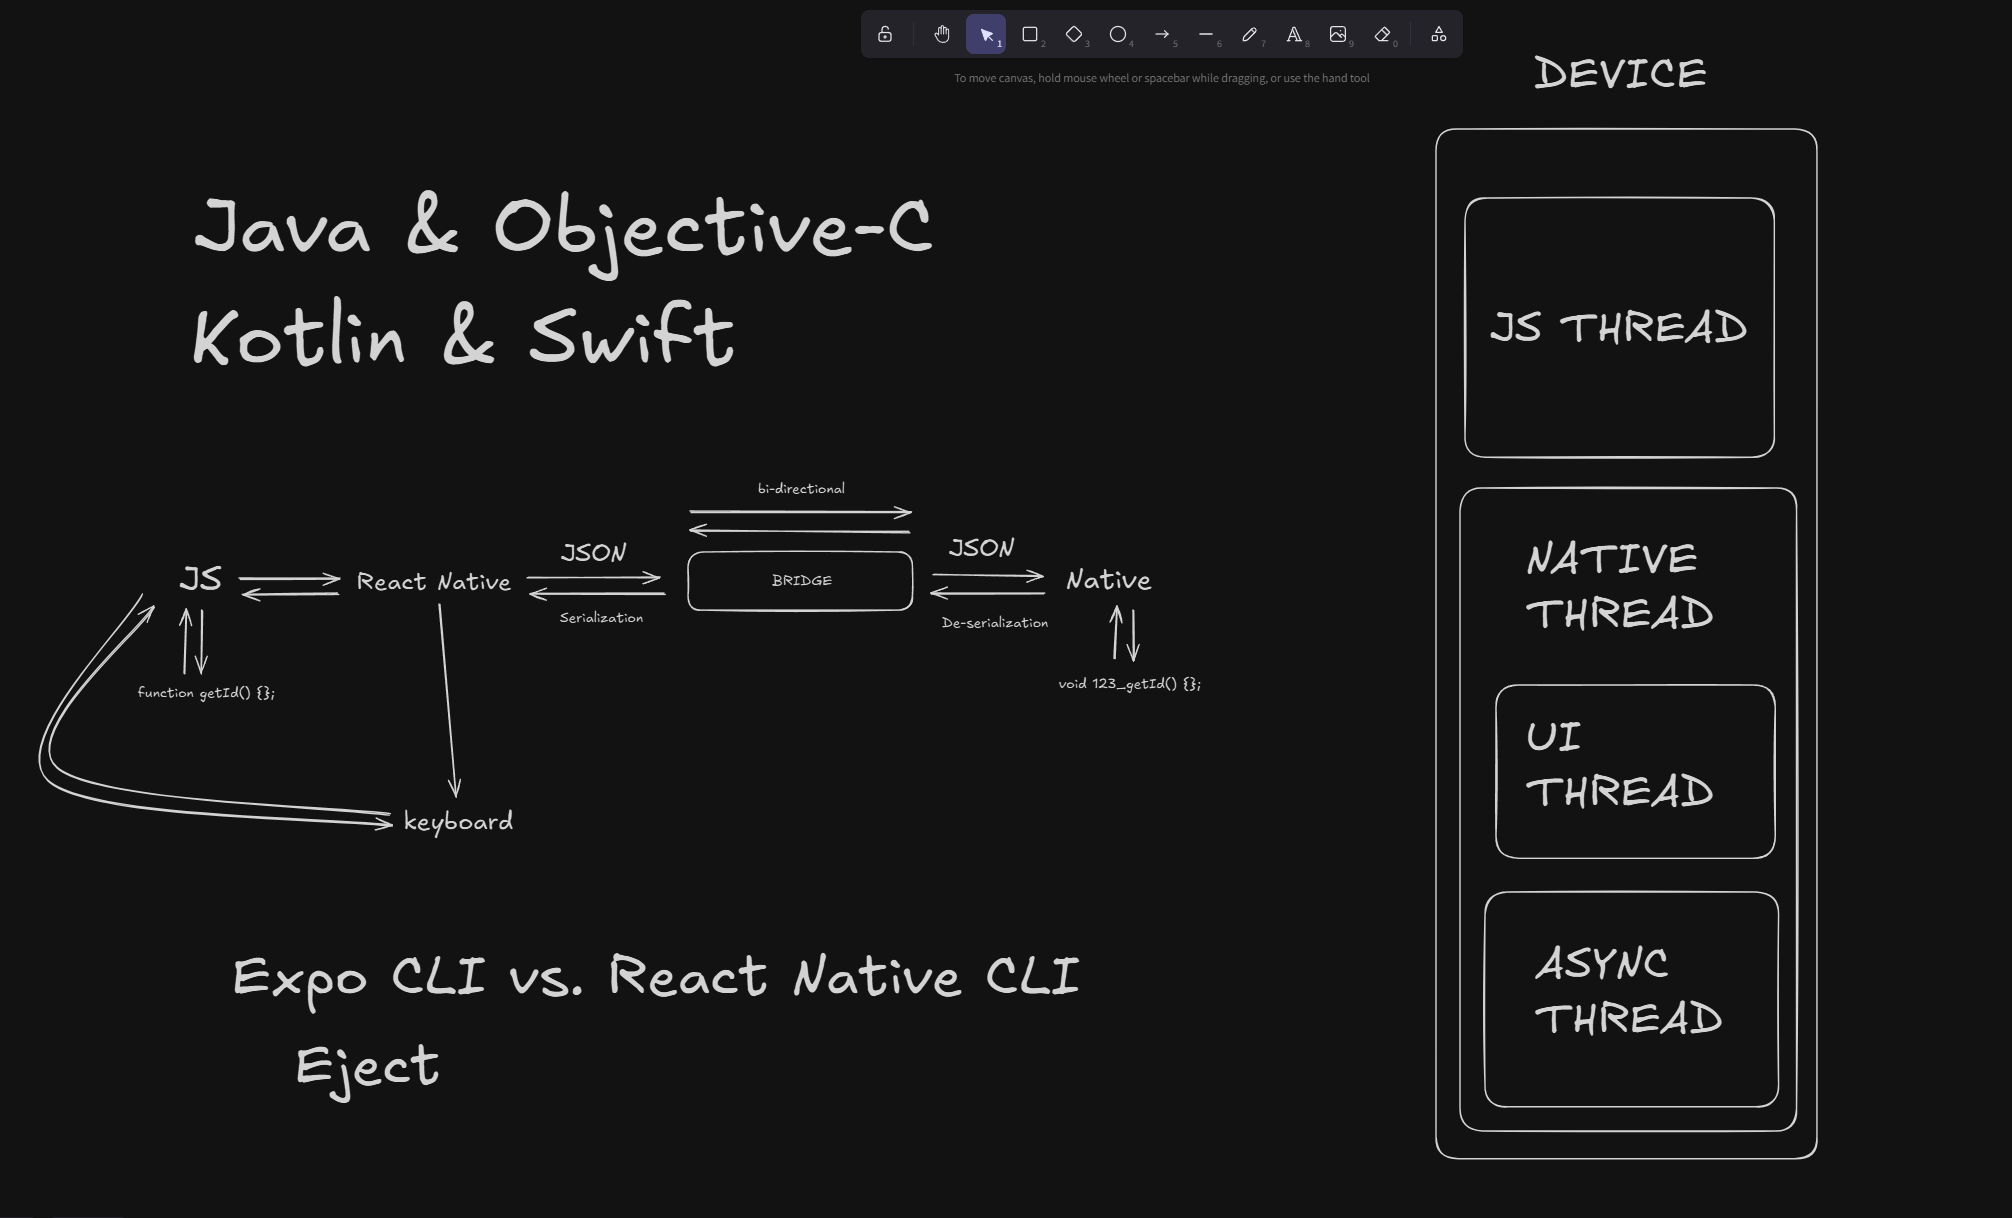 1
2
3
4
5
6
7
8
9
0
To move canvas, hold mouse wheel or spacebar while dragging, or use the hand tool
DEVICE
Java & Objective-C
Kotlin & Swift
JS THREAD
bi-directional
JSON
JSON
JS
React Native
BRIDGE
Native
Serialization
De-serialization
function getId() {};
void 123_getId() {};
keyboard
NATIVE
THREAD
UI
THREAD
ASYNC
THREAD
Expo CLI vs. React Native CLI
Eject